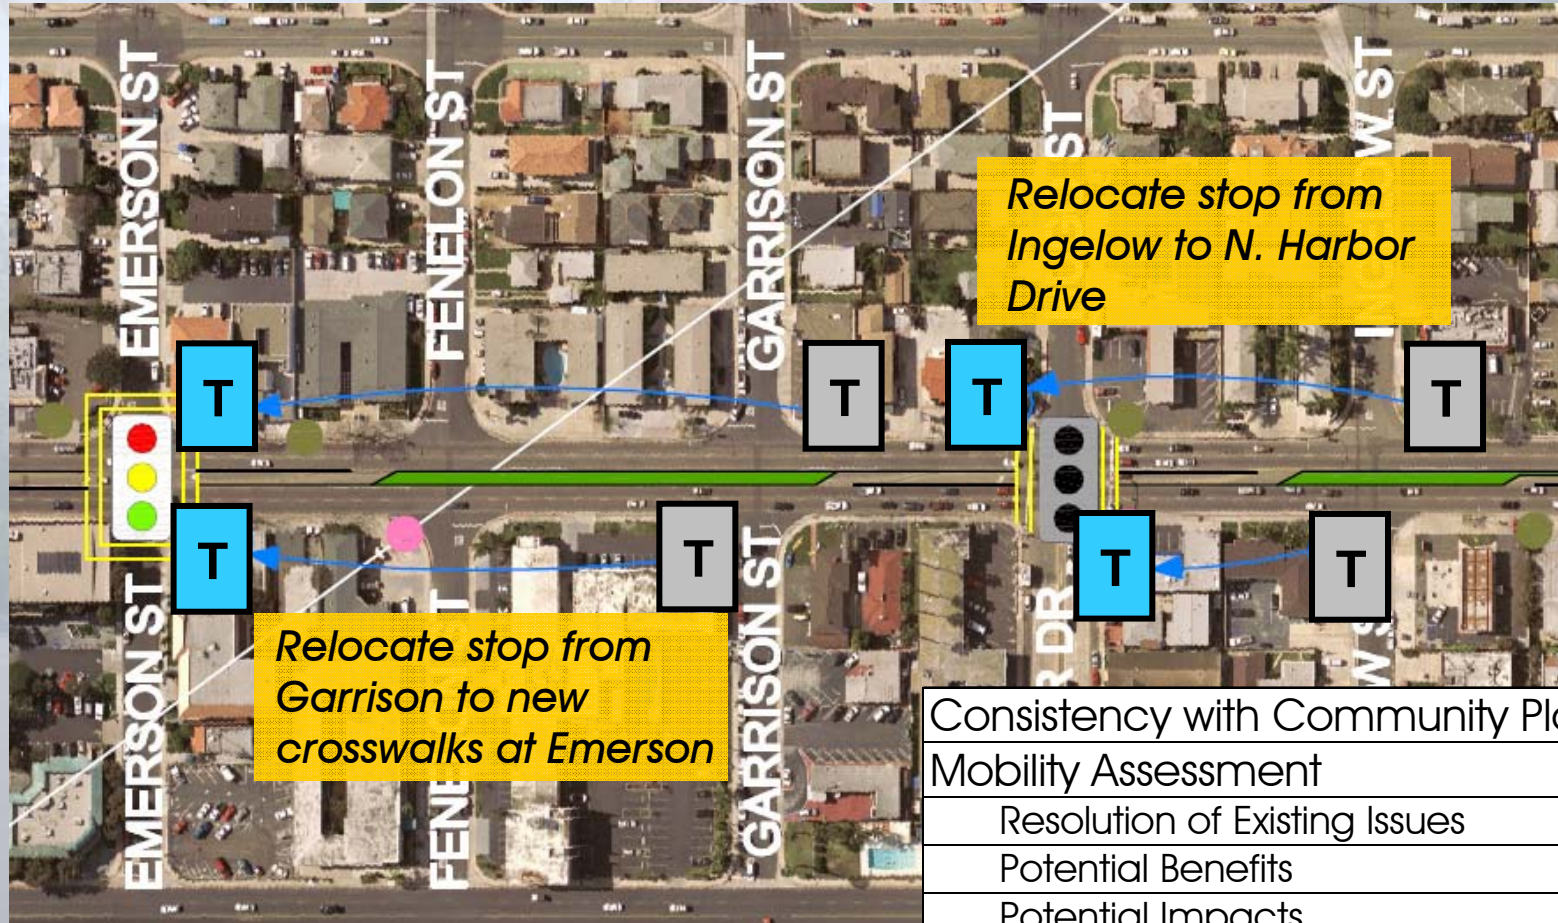 EMERSON ST
FENELON ST
GARRISON ST
ST
Relocate stop from
Ingelow to N. Harbor
Drive
T
T
T
T
T
T
T
T
EMERSON ST
GARRISON ST
R DR
Relocate stop from
Garrison to new
crosswalks at Emerson
Consistency with Community Pla
Mobility Assessment
Resolution of Existing Issues
Potential Benefits
Potential Impacts